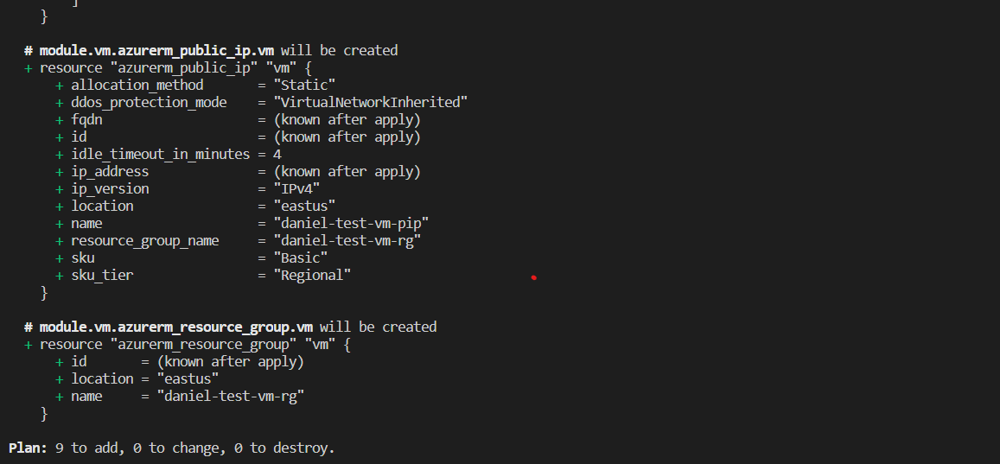 ]
}
# module.vm.azurerm_public_ip.vm will be created
+ resource "azurerm_public_ip" "vm" {
+ allocation_method       = "Static"
+ ddos_protection_mode    = "VirtualNetworkInherited"
+ fqdn                    = (known after apply)
+ id                      = (known after apply)
+ idle_timeout_in_minutes = 4
+ ip_address              = (known after apply)
+ ip_version              = "IPv4"
+ location                = "eastus"
+ name                    = "daniel-test-vm-pip"
+ resource_group_name     = "daniel-test-vm-rg"
+ sku                     = "Basic"
+ sku_tier                = "Regional"
}
# module.vm.azurerm_resource_group.vm will be created
+ resource "azurerm_resource_group" "vm" {
+ id       = (known after apply)
+ location = "eastus"
+ name     = "daniel-test-vm-rg"
}
Plan: 9 to add, 0 to change, 0 to destroy.